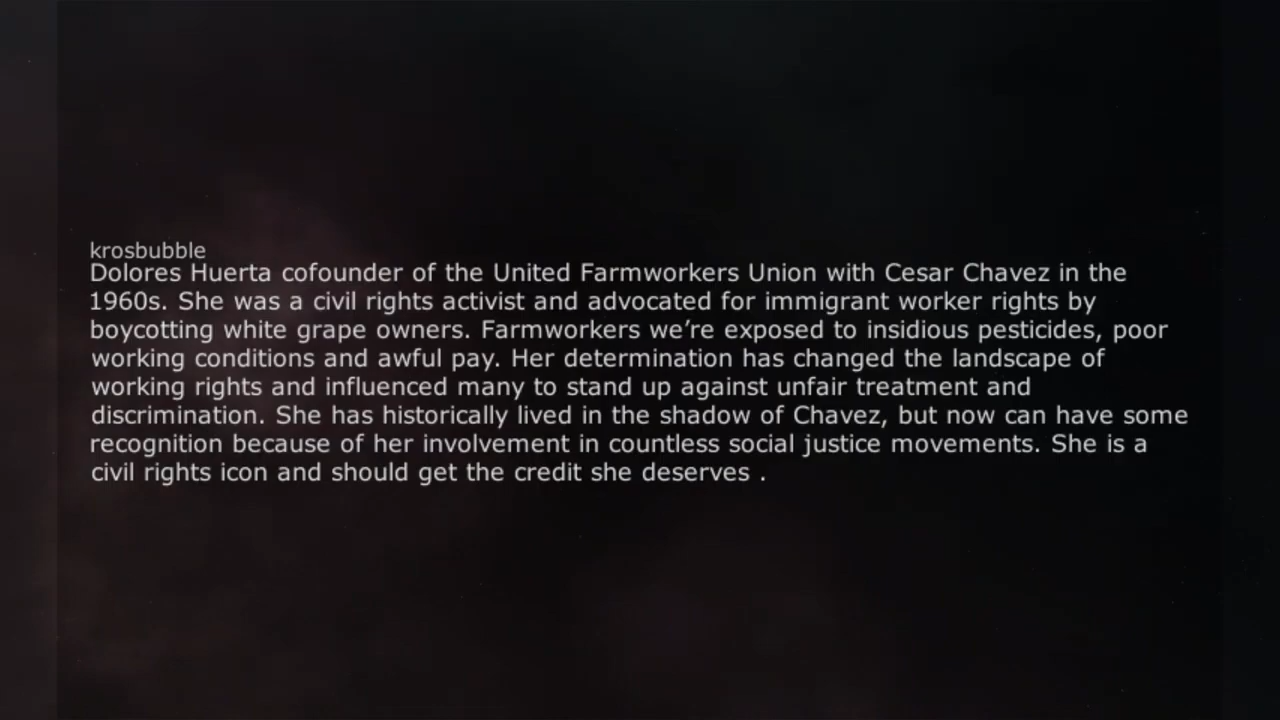 krosbubble
Dolores Huerta cofounder of the United Farmworkers Union with Cesar Chavez in the
1960s. She was a civil rights activist and advocated for immigrant worker rights by
boycotting white grape owners. Farmworkers we’re exposed to insidious pesticides, poor
working conditions and awful pay. Her determination has changed the landscape of
working rights and influenced many to stand up against unfair treatment and
discrimination. She has historically lived in the shadow of Chavez, but now can have some
recognition because of her involvement in countless social justice movements. She is a
civil rights icon and should get the credit she deserves .